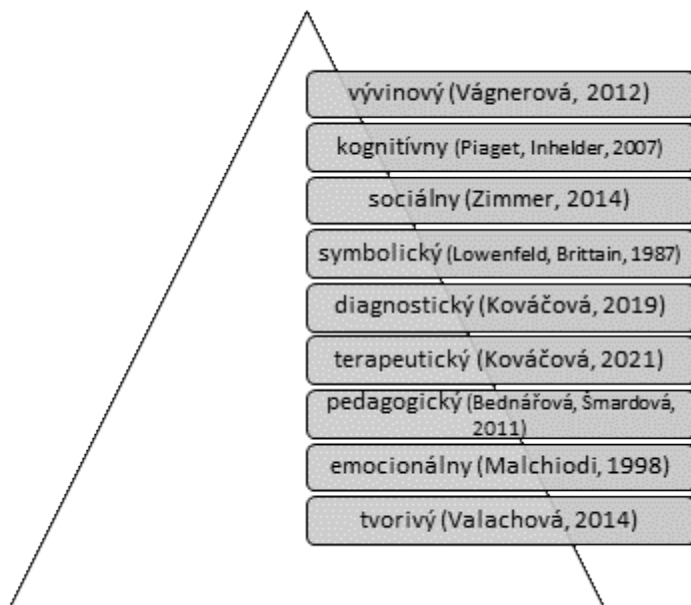 vývinový (Vágnerová, 2012)
kognitívny (Piaget, Inhelder, 2007)
sociálny (Zimmer, 2014)
symbolický (Lowenfeld, Brittain, 1987)
diagnostický (Kováčová, 2019)
terapeutický (Kováčová, 2021)
pedagogický (Bednářová, Šmardová,
2011)
emocionálny (Malchiodi, 1998)
tvorivý (Valachová, 2014)